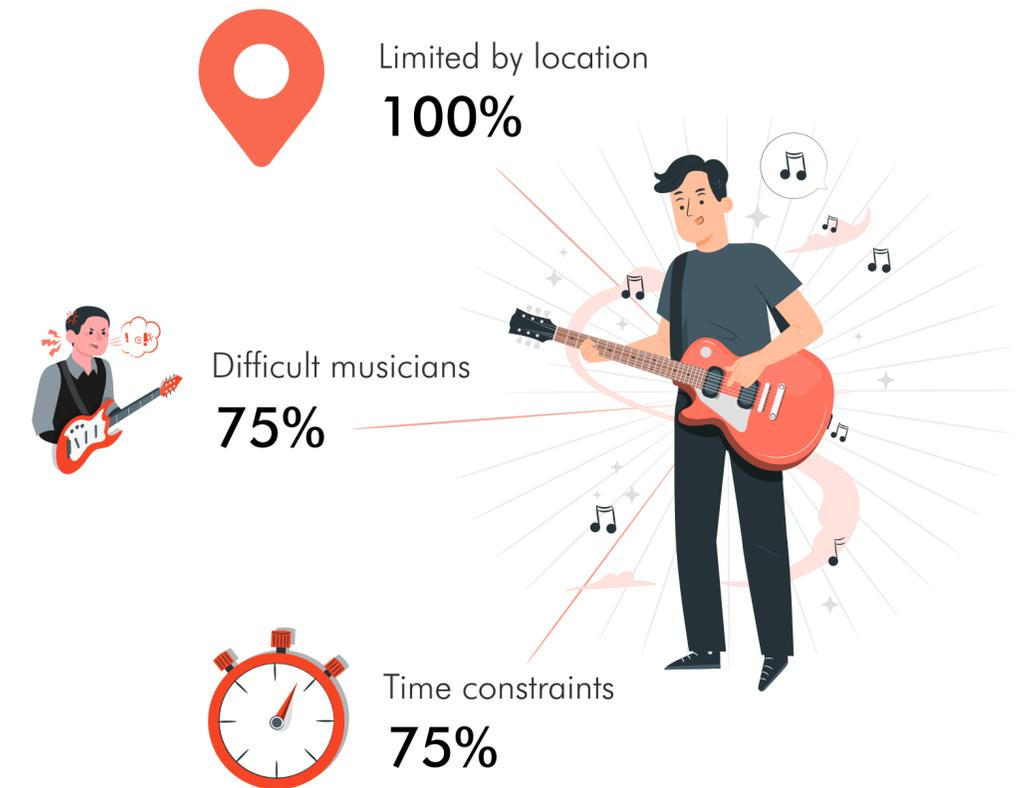 Limited by location
100%
Difficult musicians
75%
Time constraints
75%